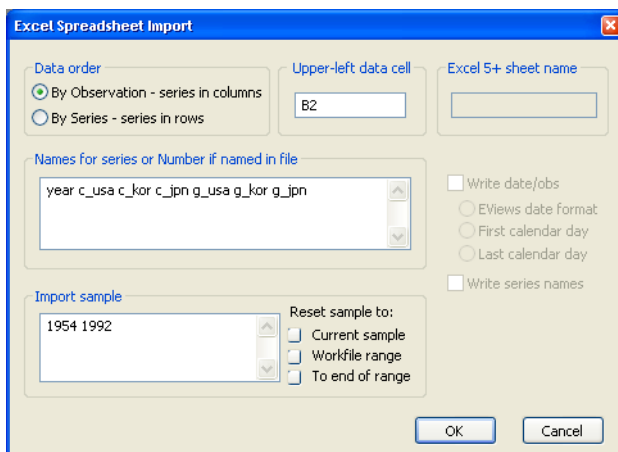 Excel Spreadsheet Import
Data order
By Observation - series in columns
By Series - series in rows
Upper-left data cell
B2
Excel 5+ sheet name
Names for series or Number if named in file
year c_usa c_kor c_jpn g_usa g_kor g_jpn
Write date/obs
EViews date format
First calendar day
Last calendar day
Write series names
Import sample
1954 1992
Reset sample to:
Current sample
Workfile range
To end of range
OK
Cancel